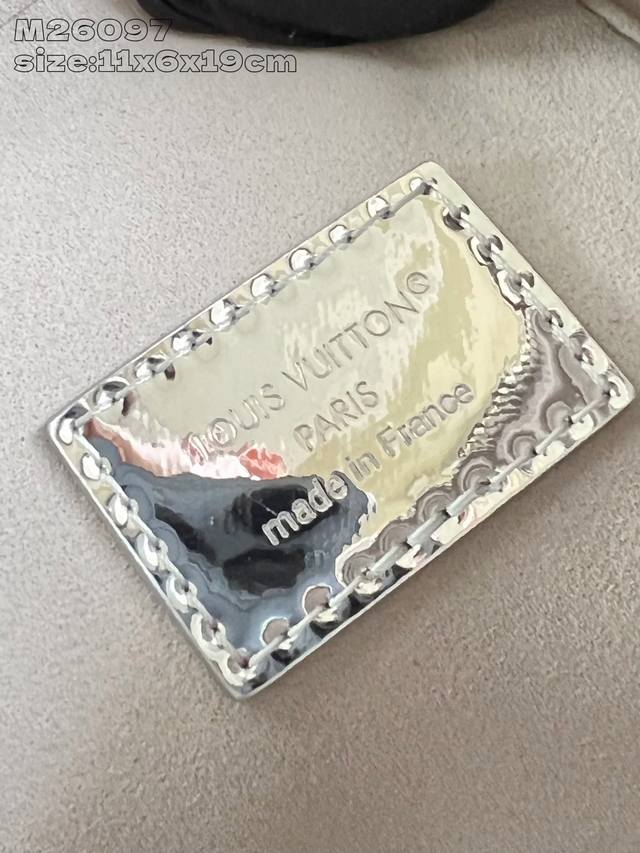 M26097
size:11x6x19cm
LOUIS VUITTON®
PARIS
made in France